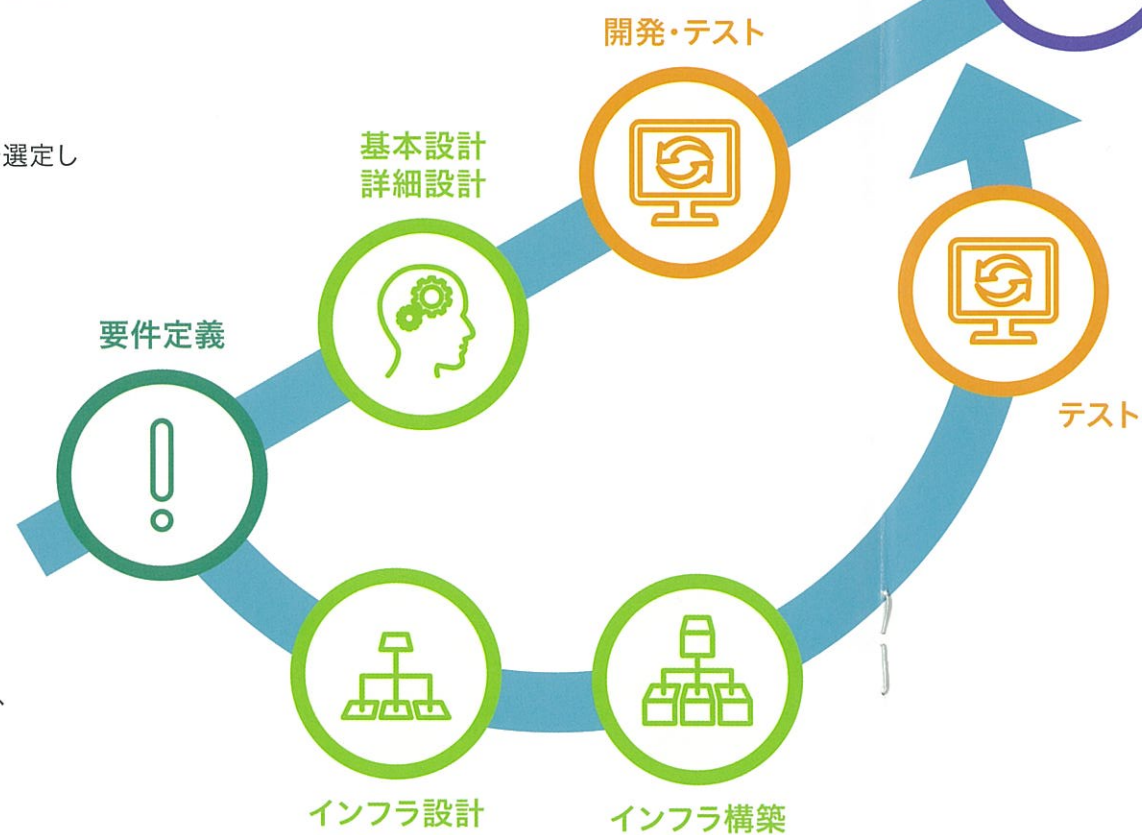 開発・テスト
選定し
基本設計
詳細設計
要件定義
テスト
、
インフラ設計
インフラ構築